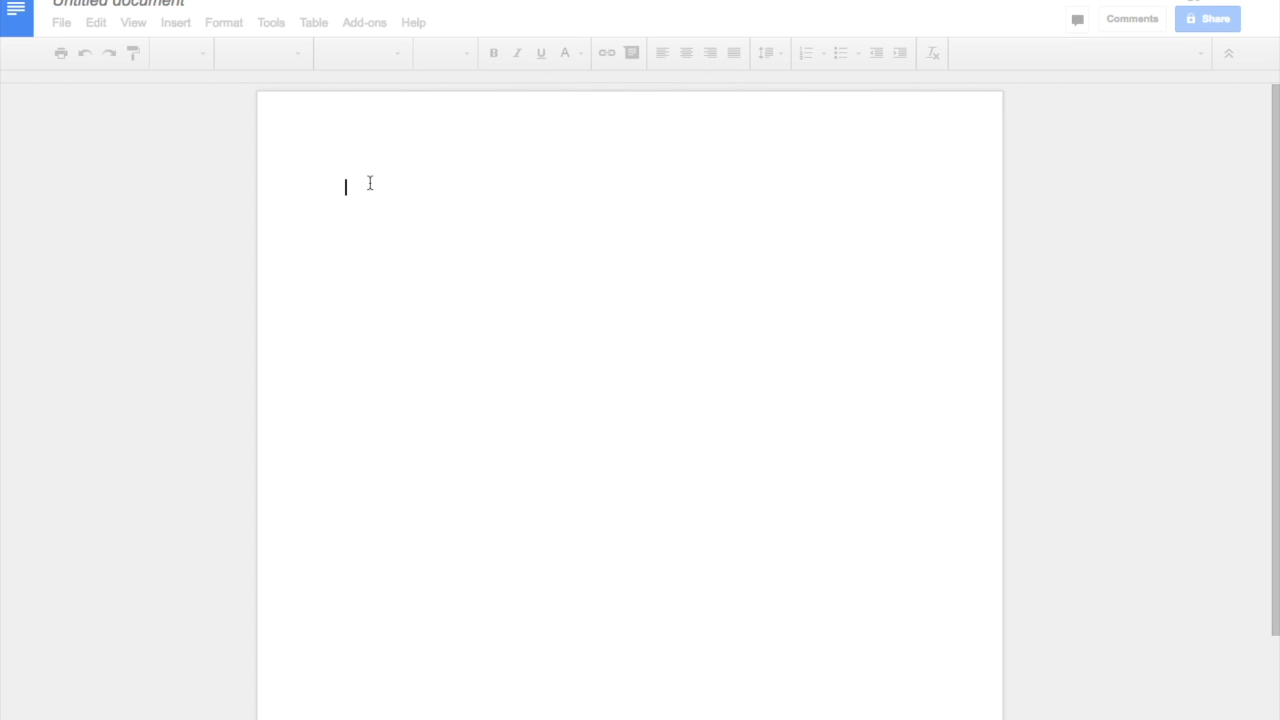 Untitled document
File Edit View Insert Format Tools Table Add-ons Help
Comments Share
B I U A